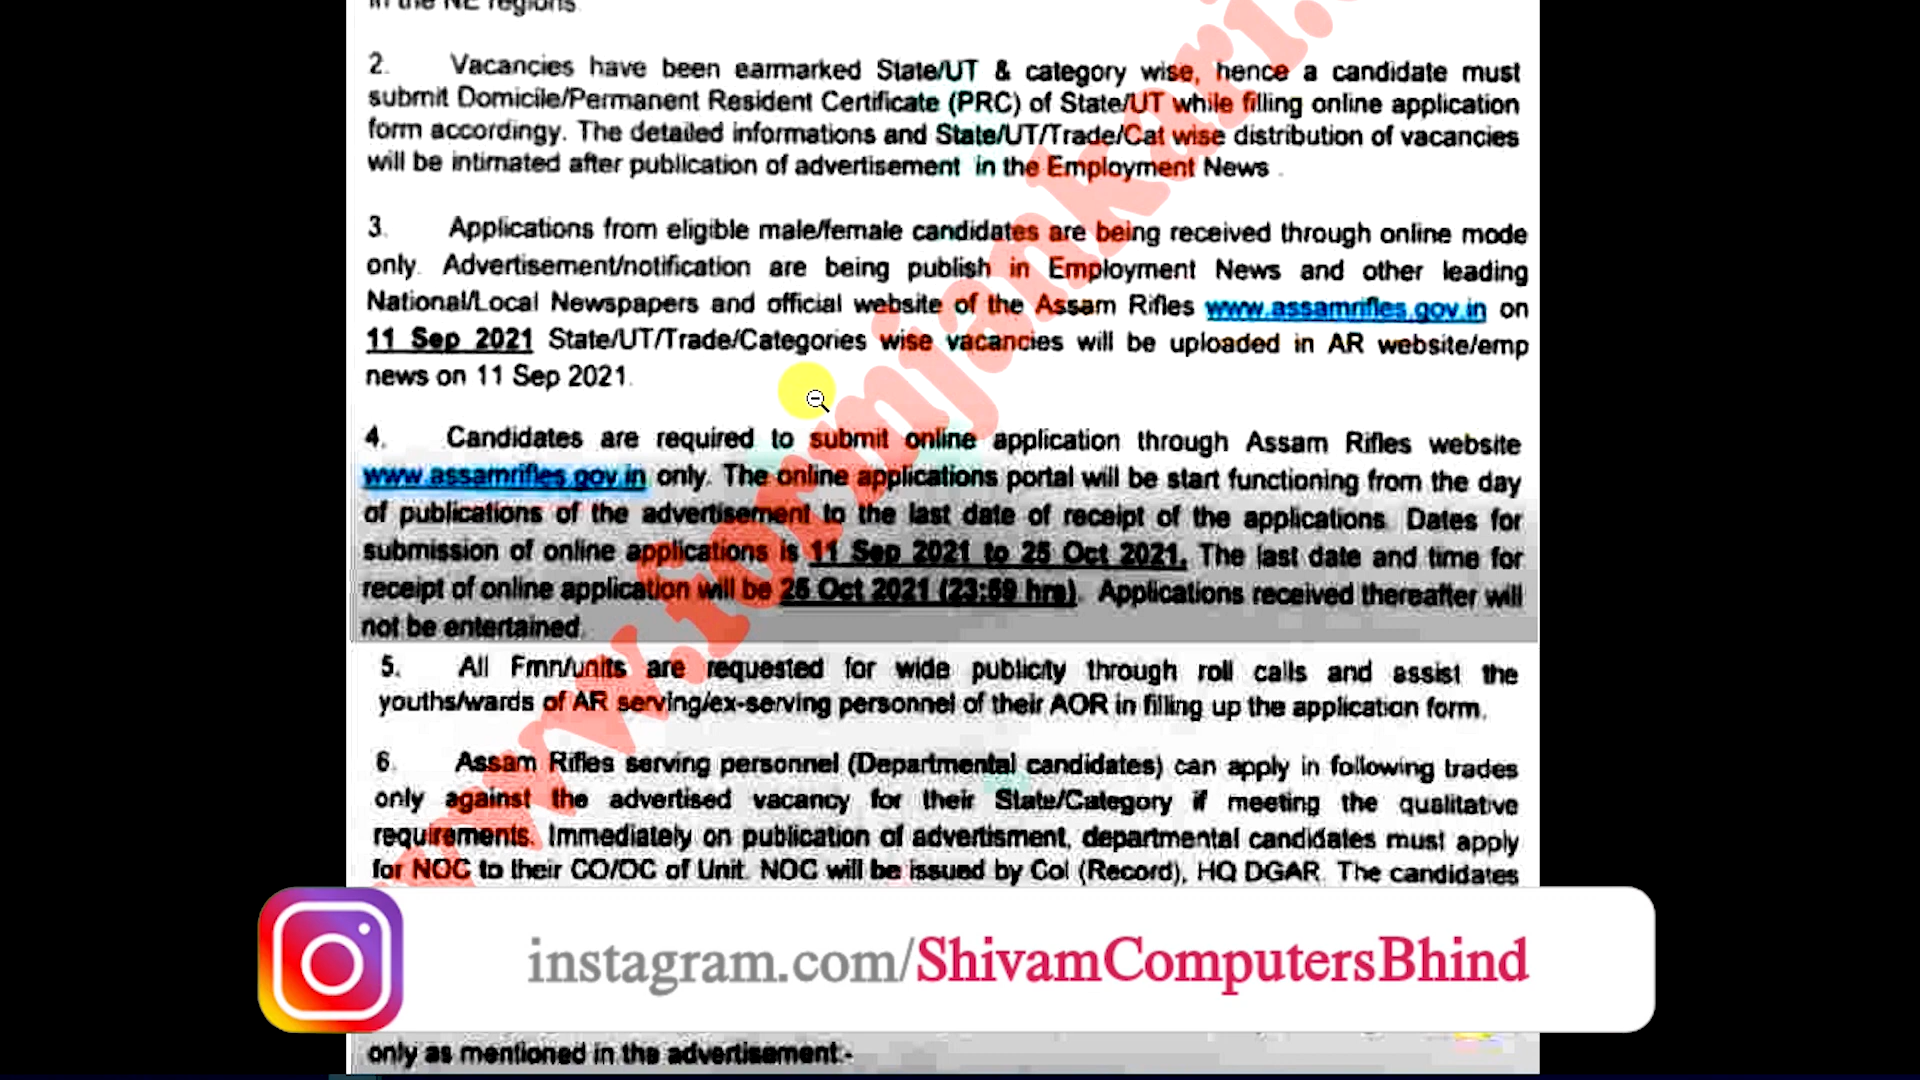 in the NE regions
2. Vacancies have been earmarked State/UT & category wise, hence a candidate must
submit Domicile/Permanent Resident Certificate (PRC) of State/UT while filling online application
form accordingy. The detailed informations and State/UT/Trade/Cat wise distribution of vacancies
will be intimated after publication of advertisement in the Employment News .
3. Applications from eligible male/female candidates are being received through online mode
only. Advertisement/notification are being publish in Employment News and other leading
National/Local Newspapers and official website of the Assam Rifles www.assamrifles.gov.in on
11 Sep 2021 State/UT/Trade/Categories wise vacancies will be uploaded in AR website/emp
news on 11 Sep 2021.
4. Candidates are required to submit online application through Assam Rifles website
www.assamrifles.gov.in only. The online applications portal will be start functioning from the day
of publications of the advertisement to the last date of receipt of the applications. Dates for
submission of online applications is 11 Sep 2021 to 25 Oct 2021. The last date and time for
receipt of online application will be 25 Oct 2021 (23:59 hrs). Applications received thereafter will
not be entertained.
5. All Fmn/units are requested for wide publicity through roll calls and assist the
youths/wards of AR serving/ex-serving personnel of their AOR in filling up the application form.
6. Assam Rifles serving personnel (Departmental candidates) can apply in following trades
only against the advertised vacancy for their State/Category if meeting the qualitative
requirements. Immediately on publication of advertisment, departmental candidates must apply
for NOC to their CO/OC of Unit. NOC will be issued by Col (Record), HQ DGAR. The candidates
instagram.com/ShivamComputersBhind
only as mentioned in the advertisement:-
www.formjankari.